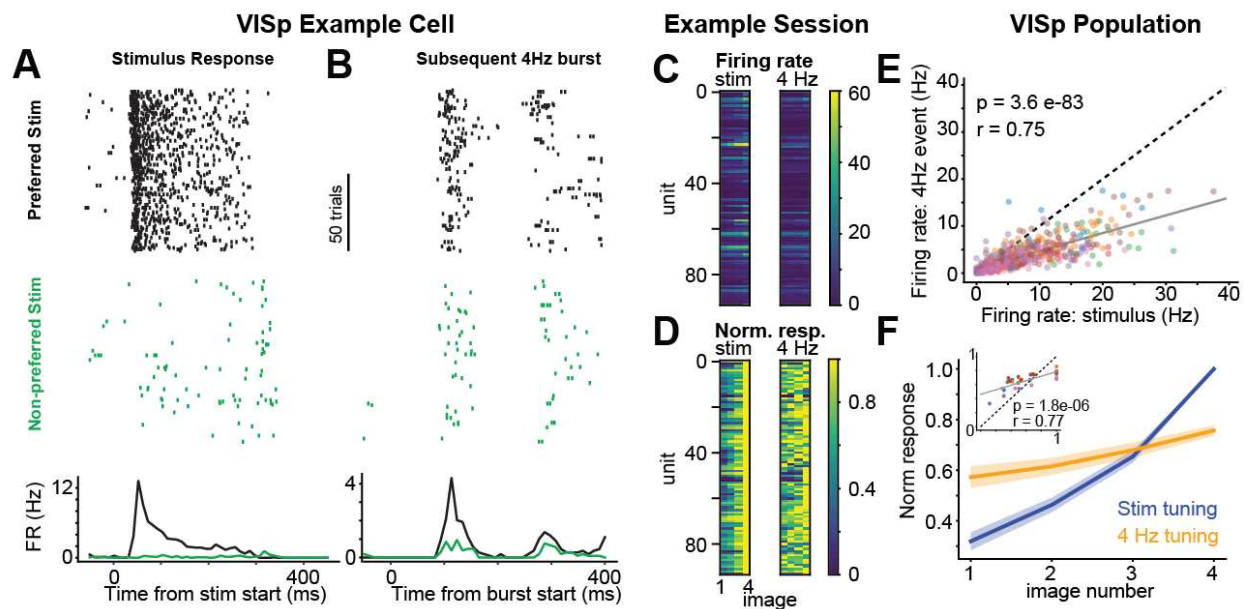 VISp Example Cell
Example Session
VISp Population
A
Stimulus Response
B
Subsequent 4Hz burst
Preferred Stim
Non-preferred Stim
50 trials
FR (Hz)
12
0
0
400
Time from stim start (ms)
4
0
0
400
Time from burst start (ms)
C
Firing rate
stim
4 Hz
0
40
80
unit
60
40
20
0
D
Norm. resp.
stim
4 Hz
0
40
80
unit
0.8
0.4
0
1
4
image
E
p = 3.6 e-83
r = 0.75
Firing rate: 4Hz event (Hz)
40
30
20
10
0
0
10
20
30
40
Firing rate: stimulus (Hz)
F
1
0
1
p = 1.8e-06
r = 0.77
Norm response
1.0
0.8
0.6
0.4
Stim tuning
4 Hz tuning
1
2
3
4
image number